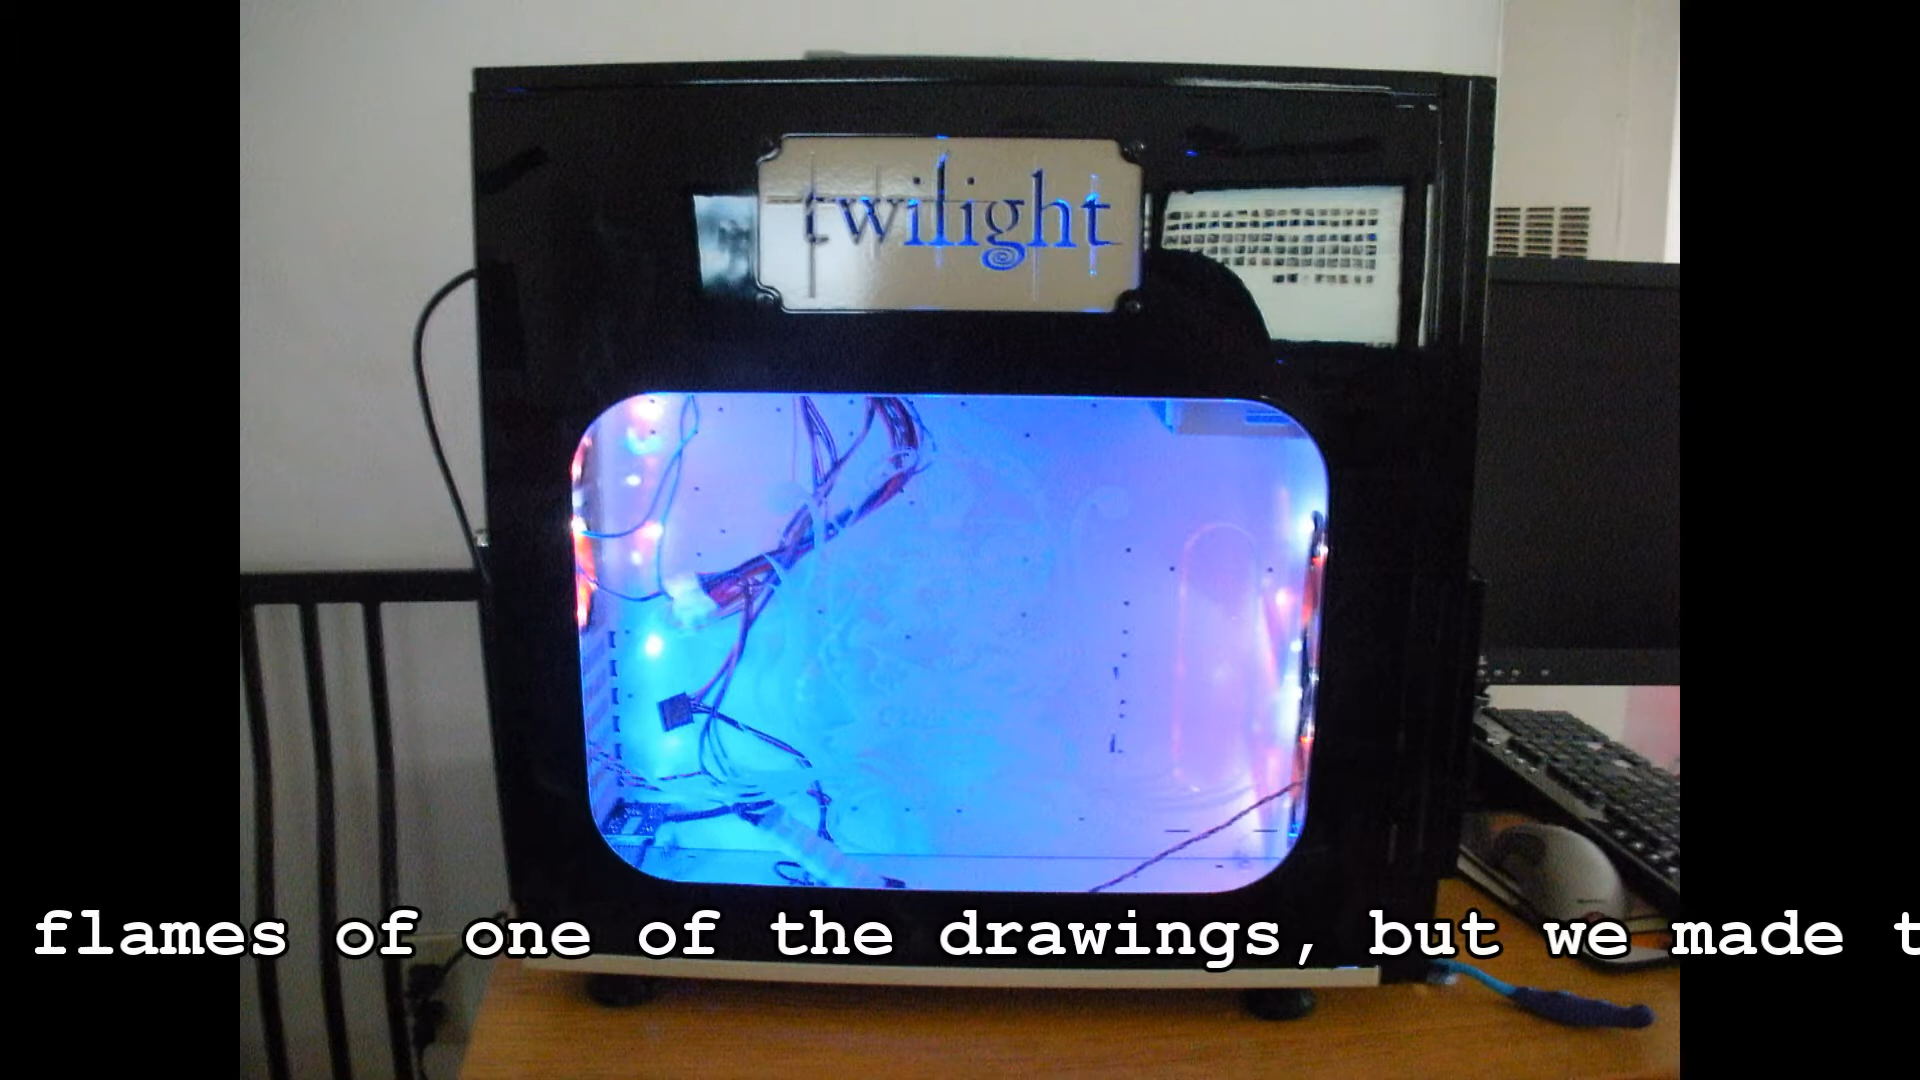 twilight
flames of one of the drawings, but we made t